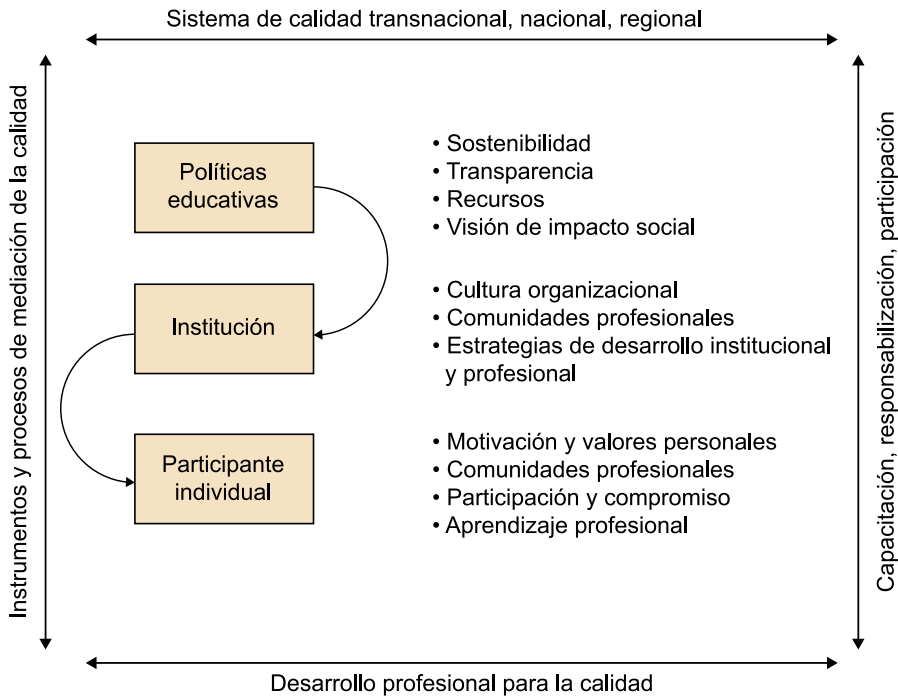 Sistema de calidad transnacional, nacional, regional
Instrumentos y procesos de mediación de la calidad
Políticas
educativas
• Sostenibilidad
• Transparencia
• Recursos
• Visión de impacto social
Institución
• Cultura organizacional
• Comunidades profesionales
• Estrategias de desarrollo institucional
y profesional
Participante
individual
• Motivación y valores personales
• Comunidades profesionales
• Participación y compromiso
• Aprendizaje profesional
Capacitación, responsabilización, participación
Desarrollo profesional para la calidad